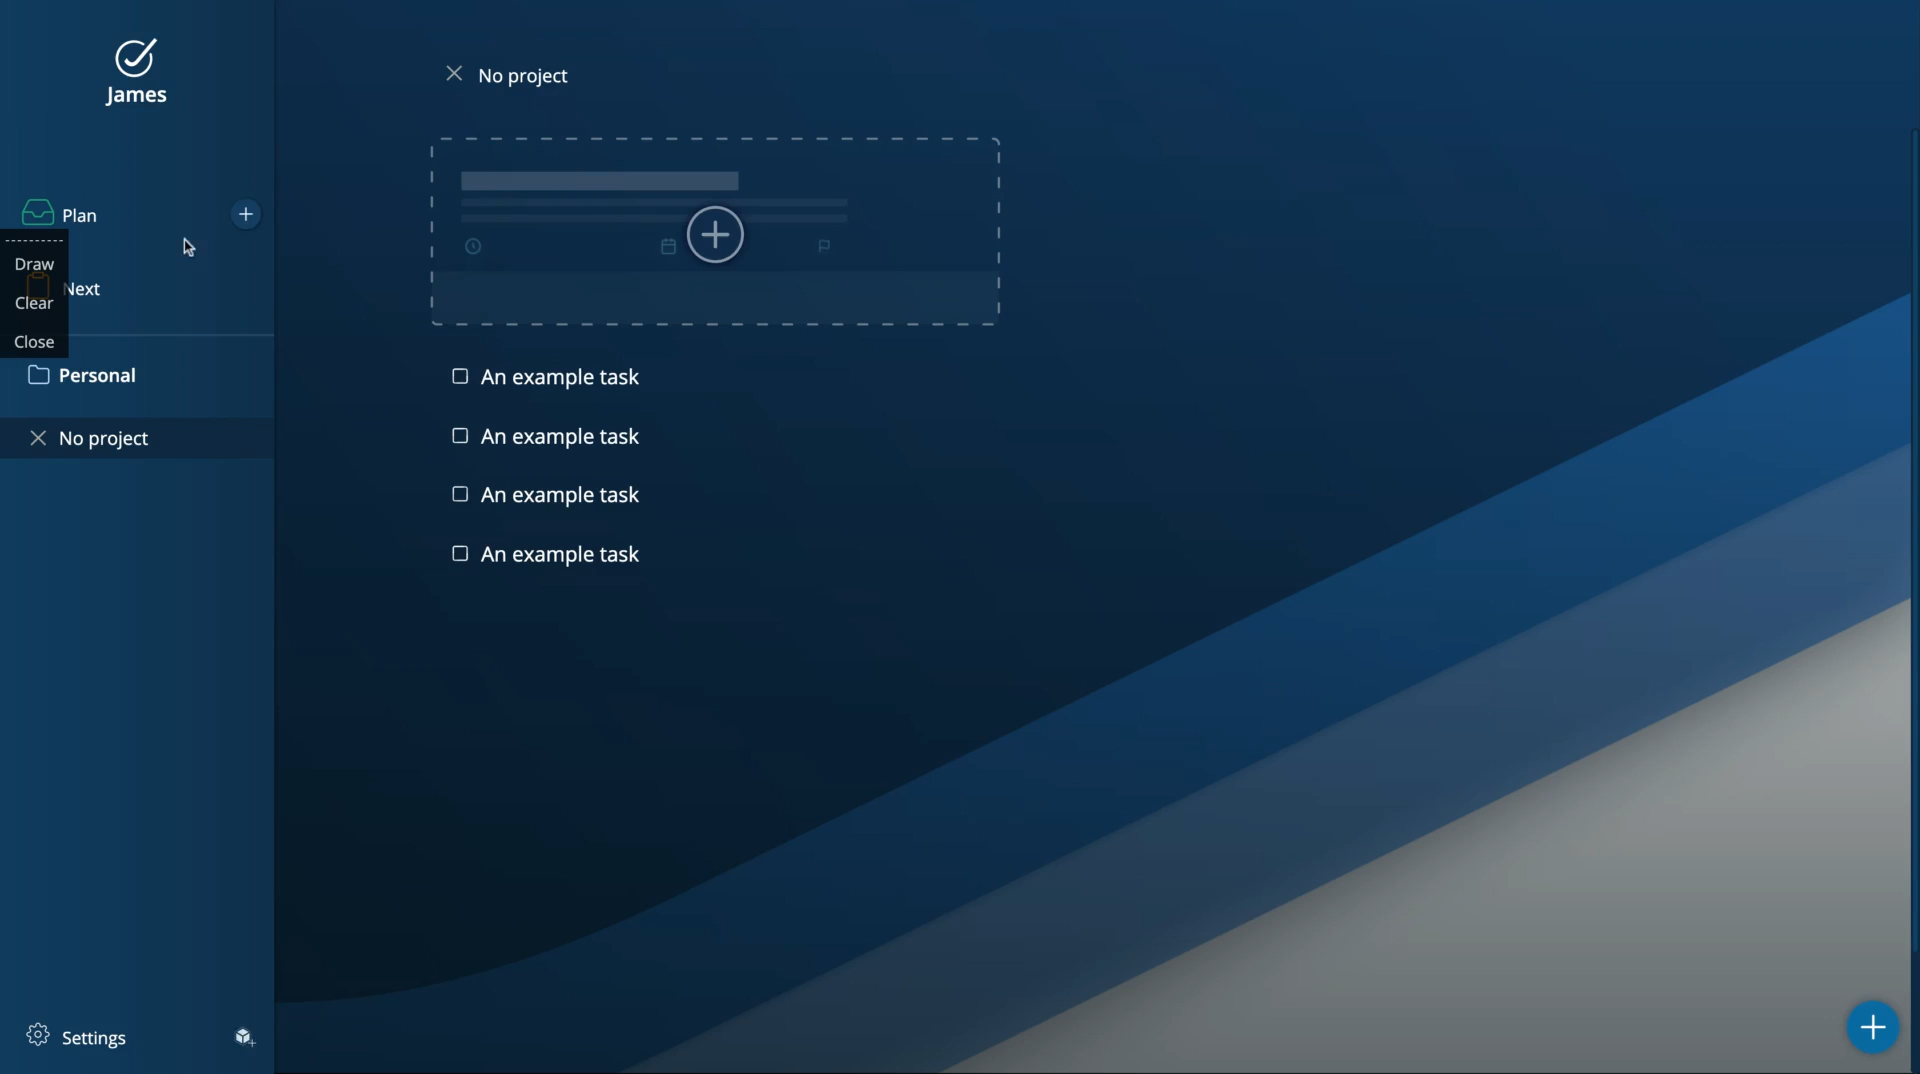 James
Plan
Draw
Next
Clear
Close
Personal
No project
Settings
No project
An example task
An example task
An example task
An example task